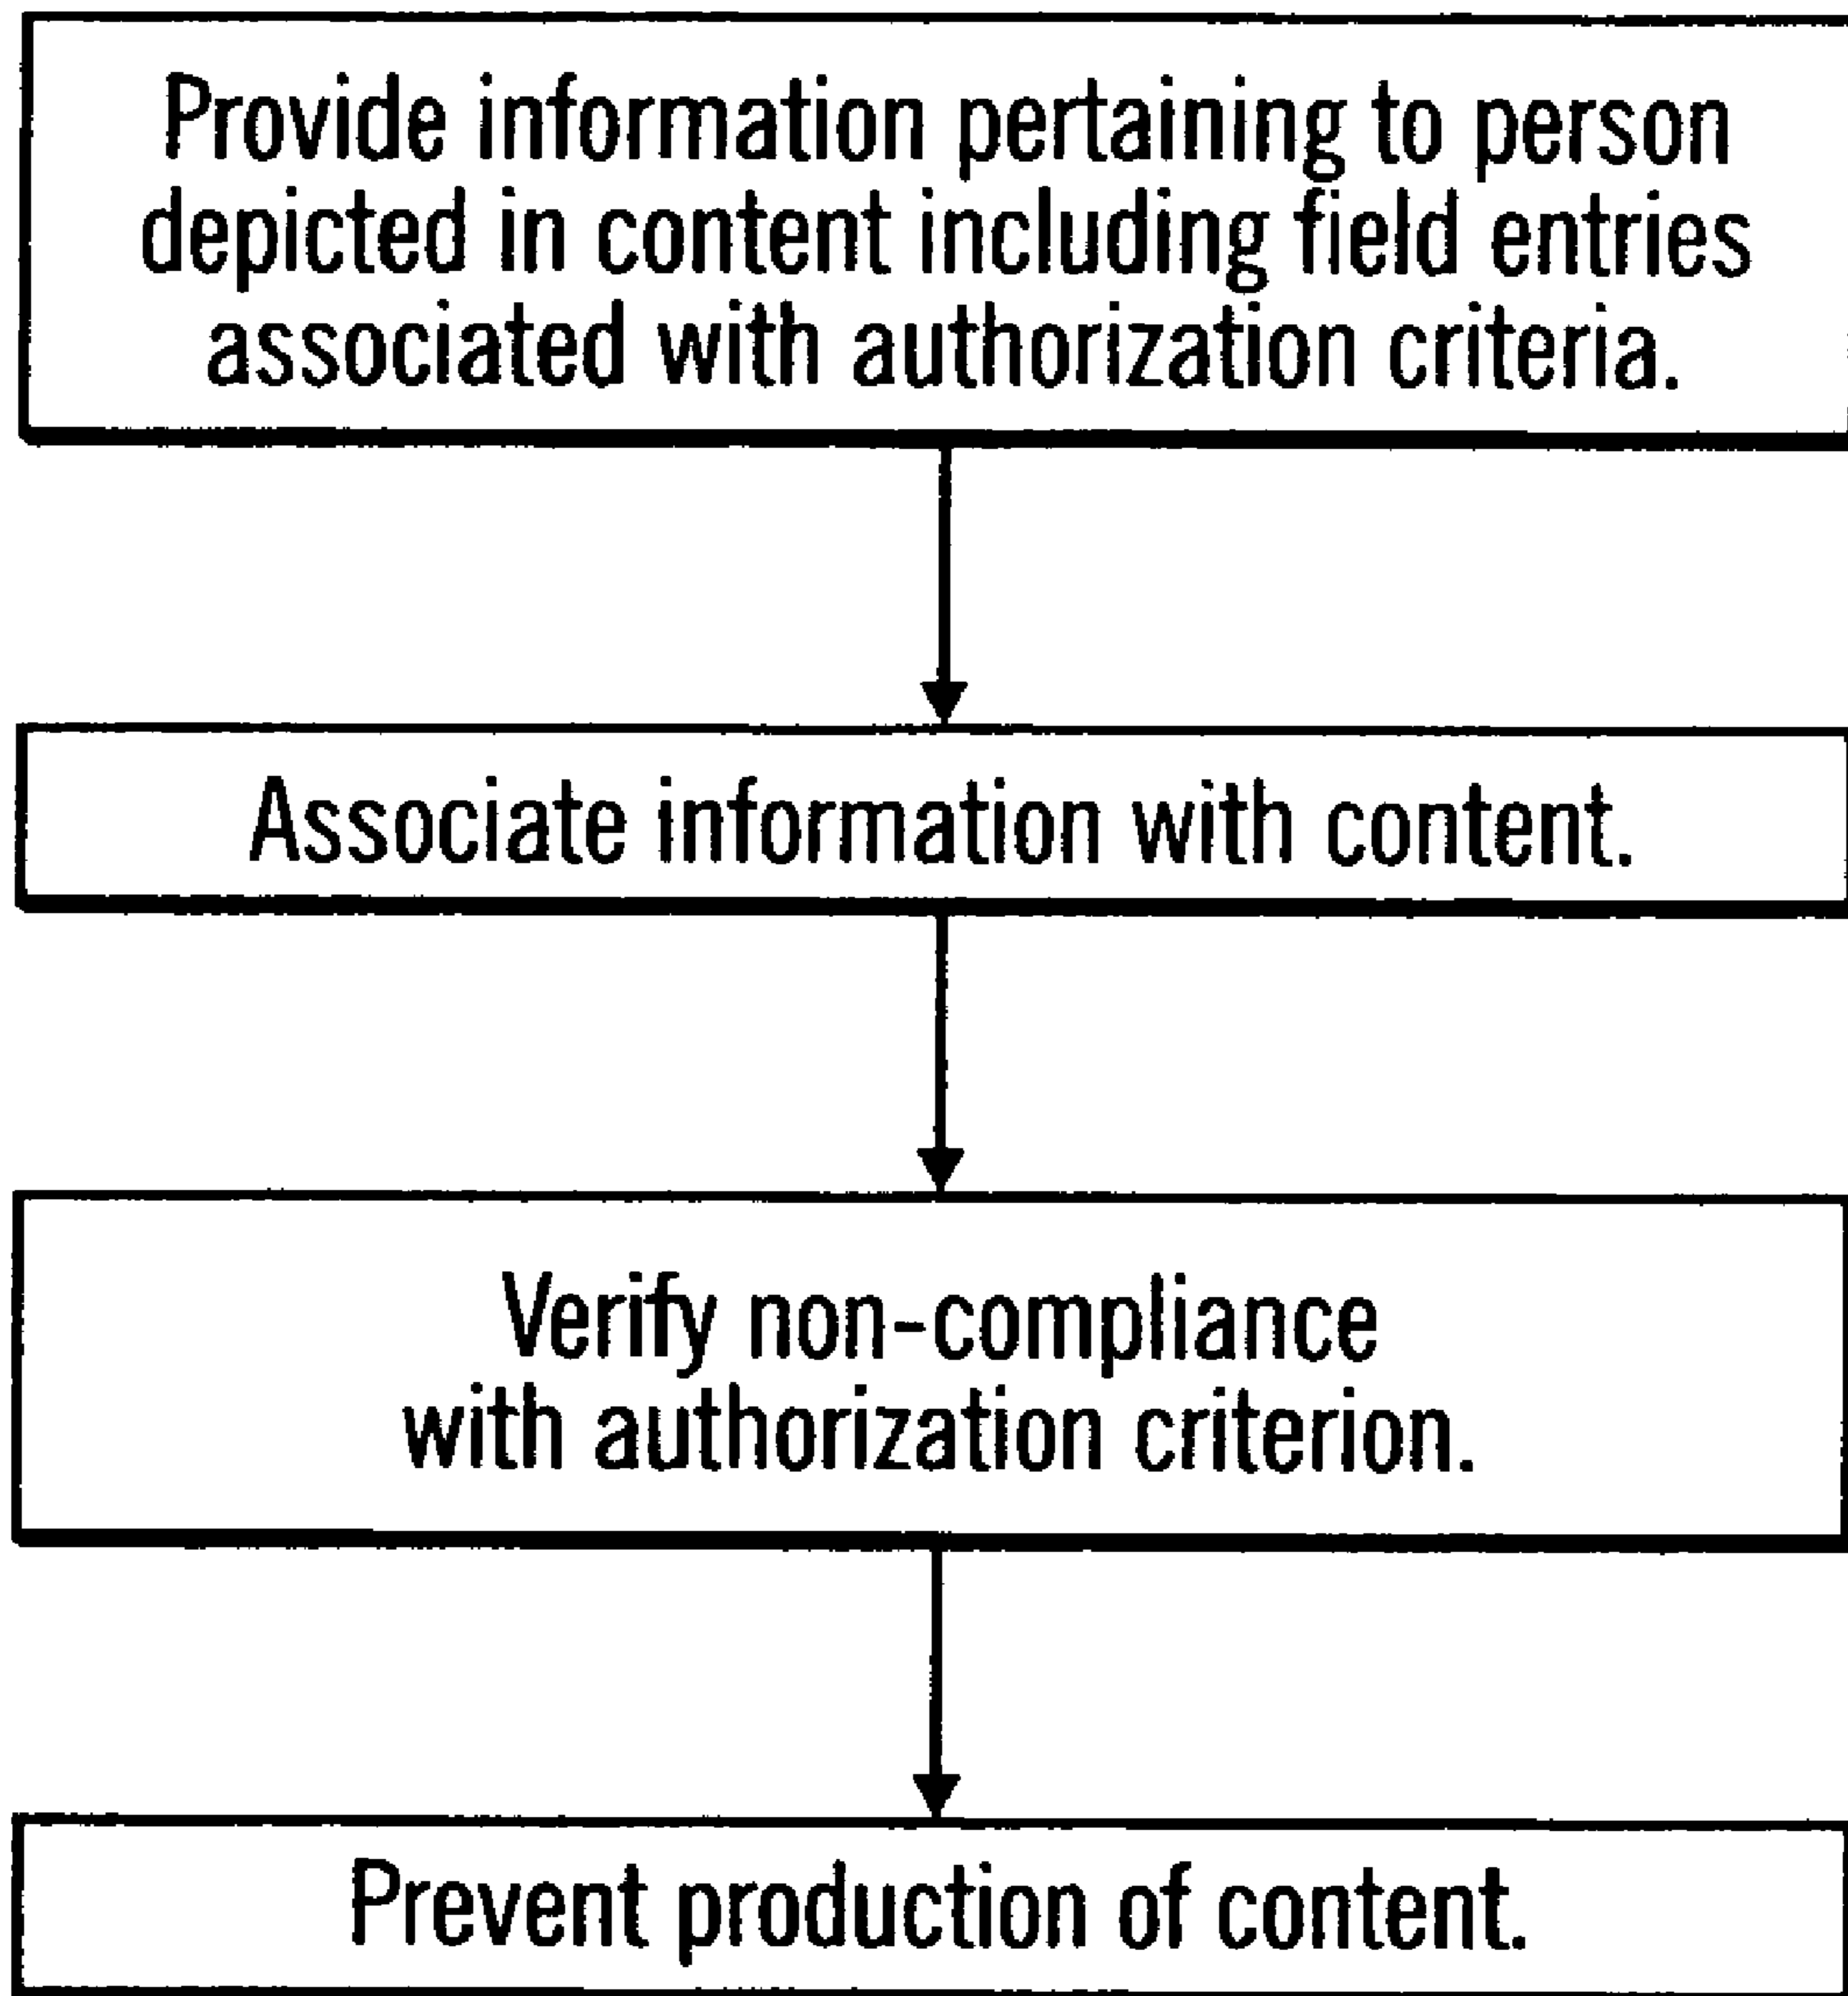 Provide information pertaining to person
depicted in content including field entries
associated with authorization criteria.
Associate information with content.
Verify non-compliance
with authorization criterion.
Prevent production of content.